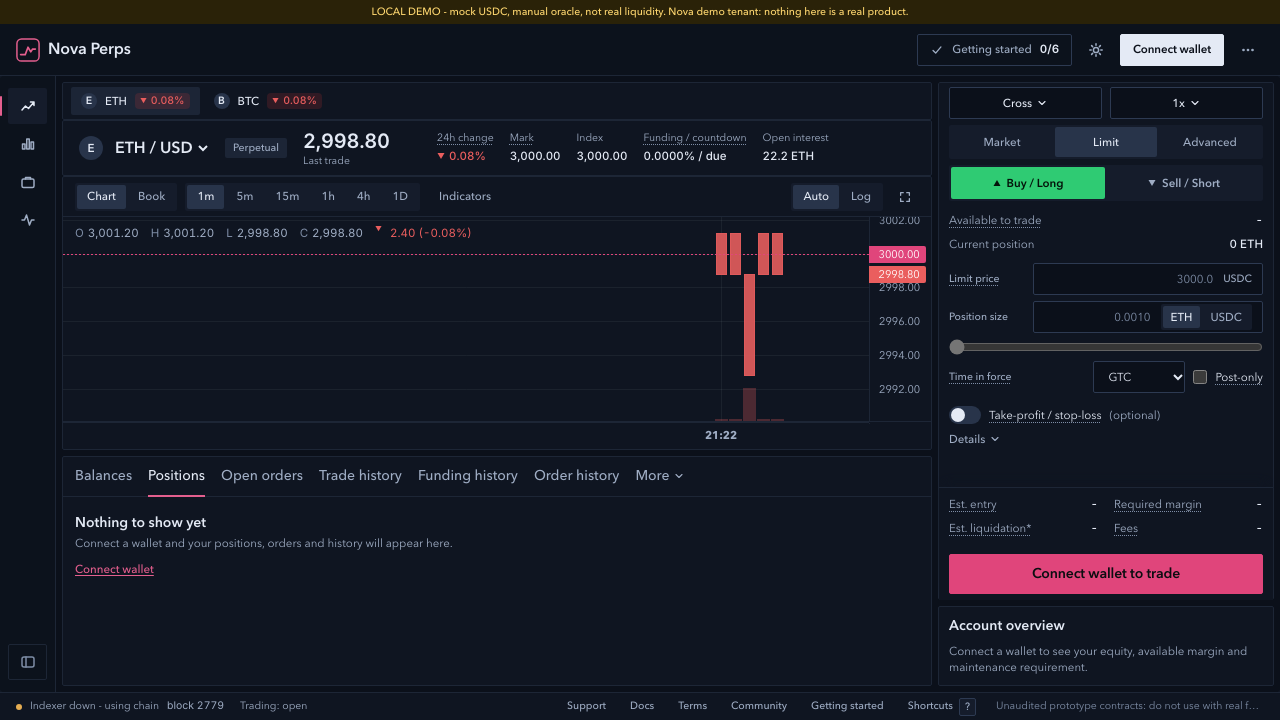 LOCAL DEMO - mock USDC, manual oracle, not real liquidity. Nova demo tenant: nothing here is a real product.
Nova Perps
Getting started 0/6
Connect wallet
E ETH 0.08%
B BTC 0.08%
E ETH / USD Perpetual
2,998.80
Last trade
24h change
0.08%
Mark
3,000.00
Index
3,000.00
Funding / countdown
0.0000% / due
Open interest
22.2 ETH
Chart Book 1m 5m 15m 1h 4h 1D Indicators Auto Log
O 3,001.20 H 3,001.20 L 2,998.80 C 2,998.80 2.40 (−0.08%)
3002.00
3000.00
2998.80
2998.00
2996.00
2994.00
2992.00
21:22
Balances Positions Open orders Trade history Funding history Order history More
Nothing to show yet
Connect a wallet and your positions, orders and history will appear here.
Connect wallet
Cross 1x
Market Limit Advanced
Buy / Long Sell / Short
Available to trade -
Current position 0 ETH
Limit price 3000.0 USDC
Position size 0.0010 ETH USDC
Time in force GTC Post-only
Take-profit / stop-loss (optional)
Details
Est. entry - Required margin -
Est. liquidation* - Fees -
Connect wallet to trade
Account overview
Connect a wallet to see your equity, available margin and
maintenance requirement.
Indexer down - using chain block 2779 Trading: open Support Docs Terms Community Getting started Shortcuts ? Unaudited prototype contracts: do not use with real f…